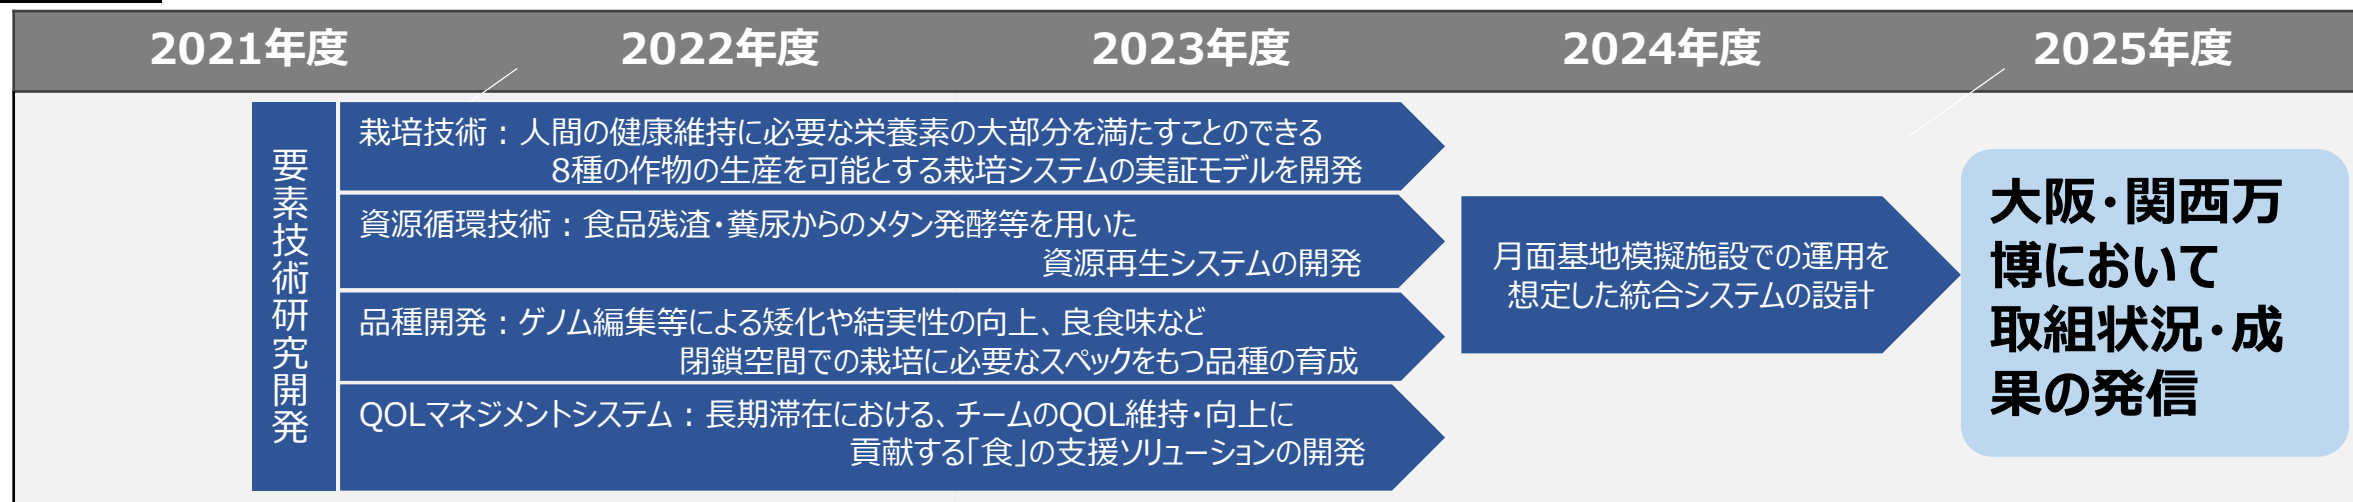 2021年度 2022年度 2023年度 2024年度 2025年度
要素技術研究開発
栽培技術：人間の健康維持に必要な栄養素の大部分を満たすことのできる
8種の作物の生産を可能とする栽培システムの実証モデルを開発
資源循環技術：食品残渣・糞尿からのメタン発酵等を用いた
資源再生システムの開発
品種開発：ゲノム編集等による矮化や結実性の向上、良食味など
閉鎖空間での栽培に必要なスペックをもつ品種の育成
QOLマネジメントシステム：長期滞在における、チームのQOL維持・向上に
貢献する「食」の支援ソリューションの開発
月面基地模擬施設での運用を
想定した統合システムの設計
大阪・関西万
博において
取組状況・成
果の発信